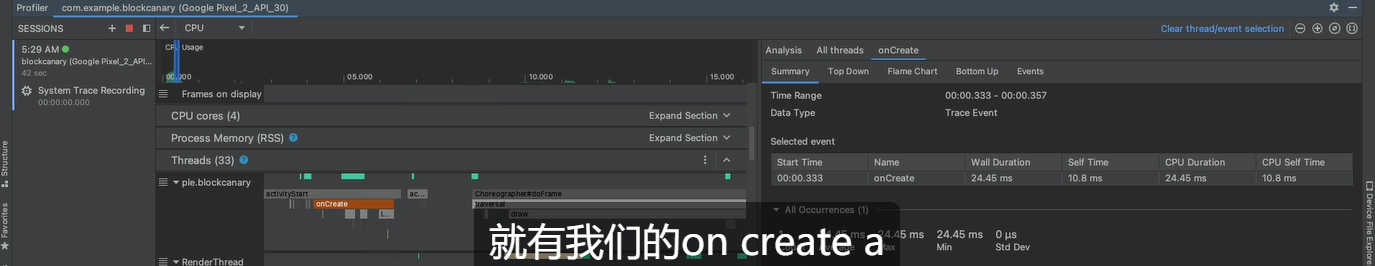 Profiler com.example.blockcanary (Google Pixel_2_API_30)
SESSIONS CPU Clear thread/event selection
5:29 AM
blockcanary (Google Pixel_2_API...
42 sec
System Trace Recording
00:00:00.000
CPU Usage
00.000 05.000 10.000 15.000
Frames on display
CPU cores (4) Expand Section
Process Memory (RSS) Expand Section
Threads (33)
ple.blockcanary
activityStart ac... Choreographer#doFrame
onCreate traversal
L... draw
RenderThread
Analysis All threads onCreate
Summary Top Down Flame Chart Bottom Up Events
Time Range 00:00.333 - 00:00.357
Data Type Trace Event
Selected event
Start Time Name Wall Duration Self Time CPU Duration CPU Self Time
00:00.333 onCreate 24.45 ms 10.8 ms 24.45 ms 10.8 ms
All Occurrences (1)
24.45 ms 24.45 ms 0 μs
Max Min Std Dev
就有我们的on create a
Structure
Favorites
Device File Explorer